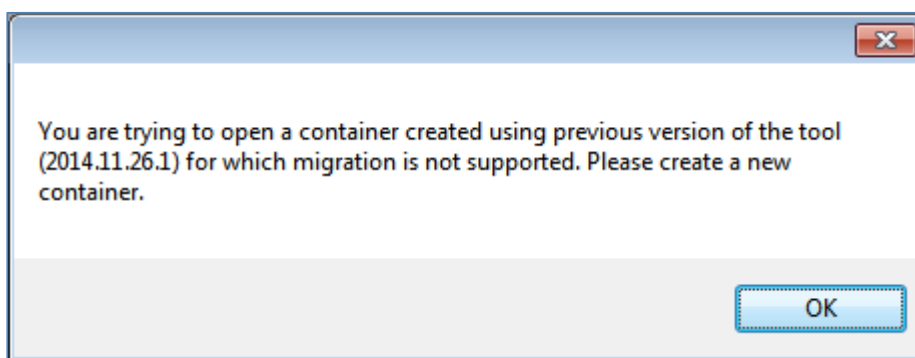 You are trying to open a container created using previous version of the tool
(2014.11.26.1) for which migration is not supported. Please create a new
container.
OK